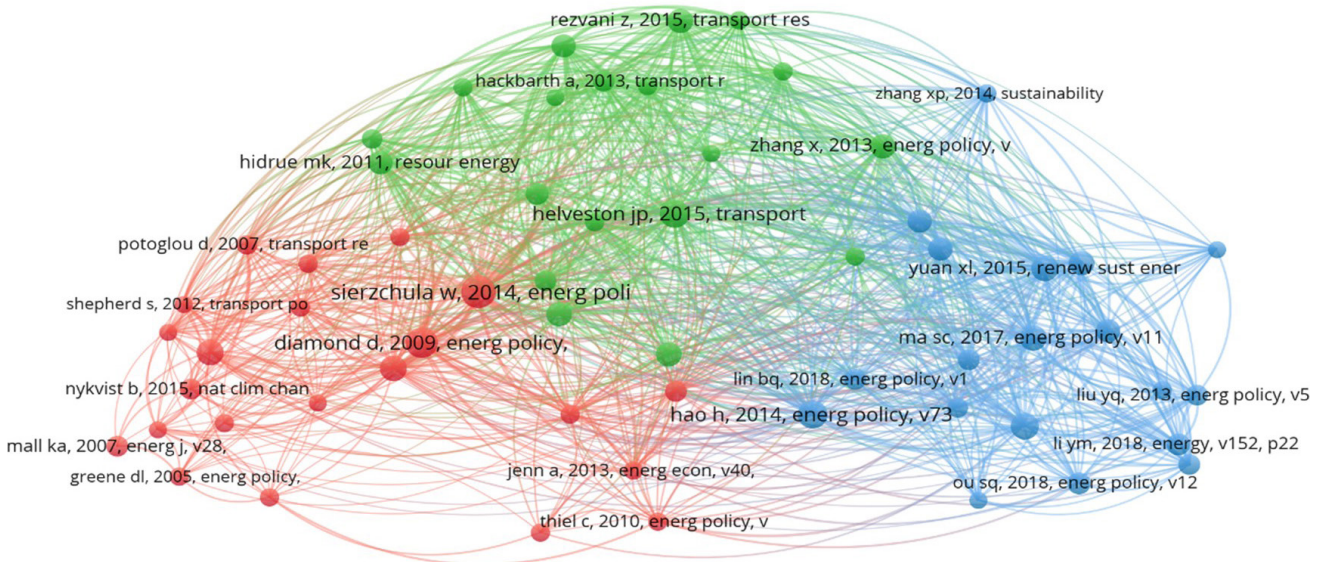 rezvani z, 2015, transport res
hackbarth a, 2013, transport r
zhang xp, 2014, sustainability
zhang x, 2013, energ policy, v
hidrue mk, 2011, resour energy
helveston jp, 2015, transport
potoglou d, 2007, transport re
yuan xl, 2015, renew sust ener
sierzchula w, 2014, energ poli
shepherd s, 2012, transport po
ma sc, 2017, energ policy, v11
diamond d, 2009, energ policy,
lin bq, 2018, energ policy, v1
nykvist b, 2015, nat clim chan
liu yq, 2013, energ policy, v5
hao h, 2014, energ policy, v73
li ym, 2018, energy, v152, p22
mall ka, 2007, energ j, v28,
jenn a, 2013, energ econ, v40,
greene dl, 2005, energ policy,
ou sq, 2018, energ policy, v12
thiel c, 2010, energ policy, v